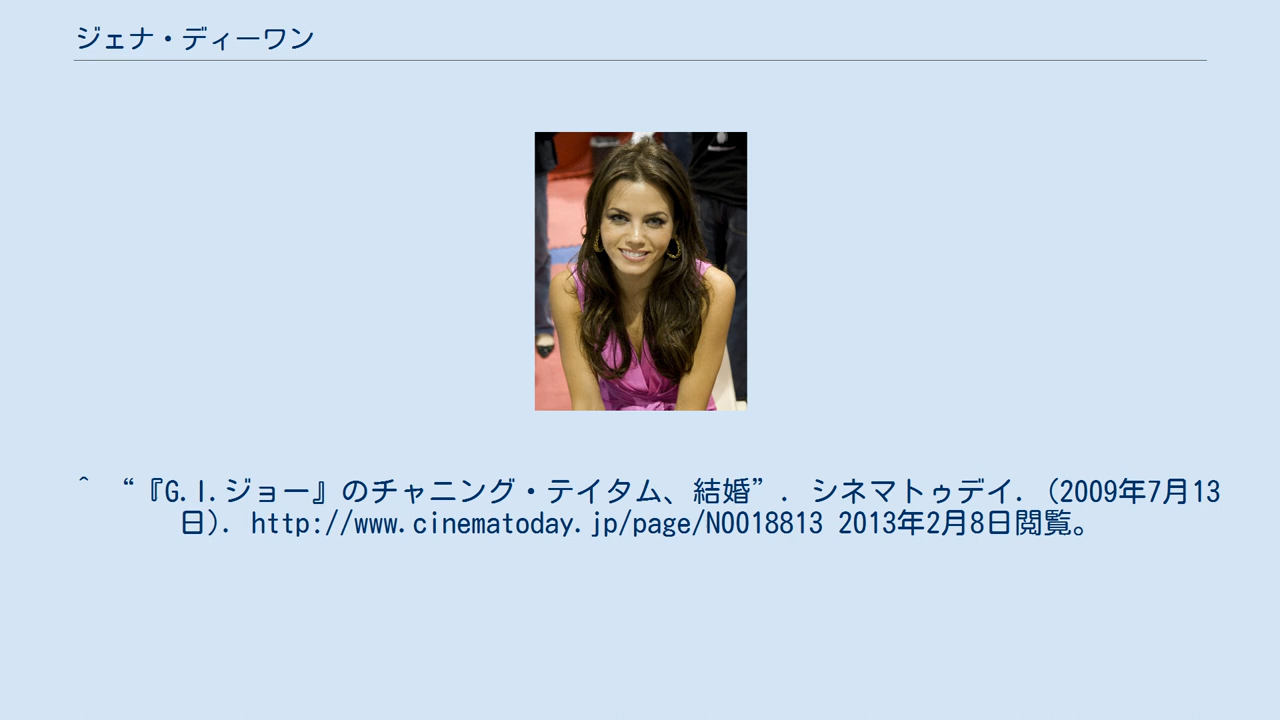 ジェナ・ディーワン
^ “『G.I.ジョー』のチャニング・テイタム、結婚”. シネマトゥデイ. (2009年7月13
日). http://www.cinematoday.jp/page/N0018813 2013年2月8日閲覧。